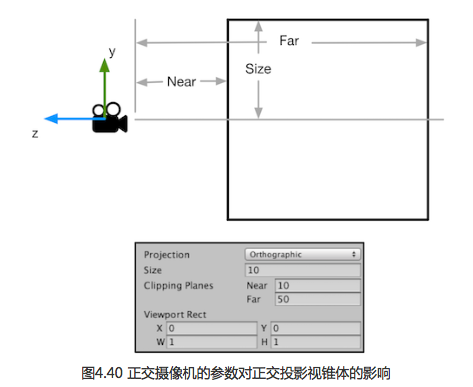 Far
y
Size
Near
z
Projection Orthographic
Size 10
Clipping Planes Near 10
Far 50
Viewport Rect
X 0 Y 0
W 1 H 1
图4.40 正交摄像机的参数对正交投影视锥体的影响